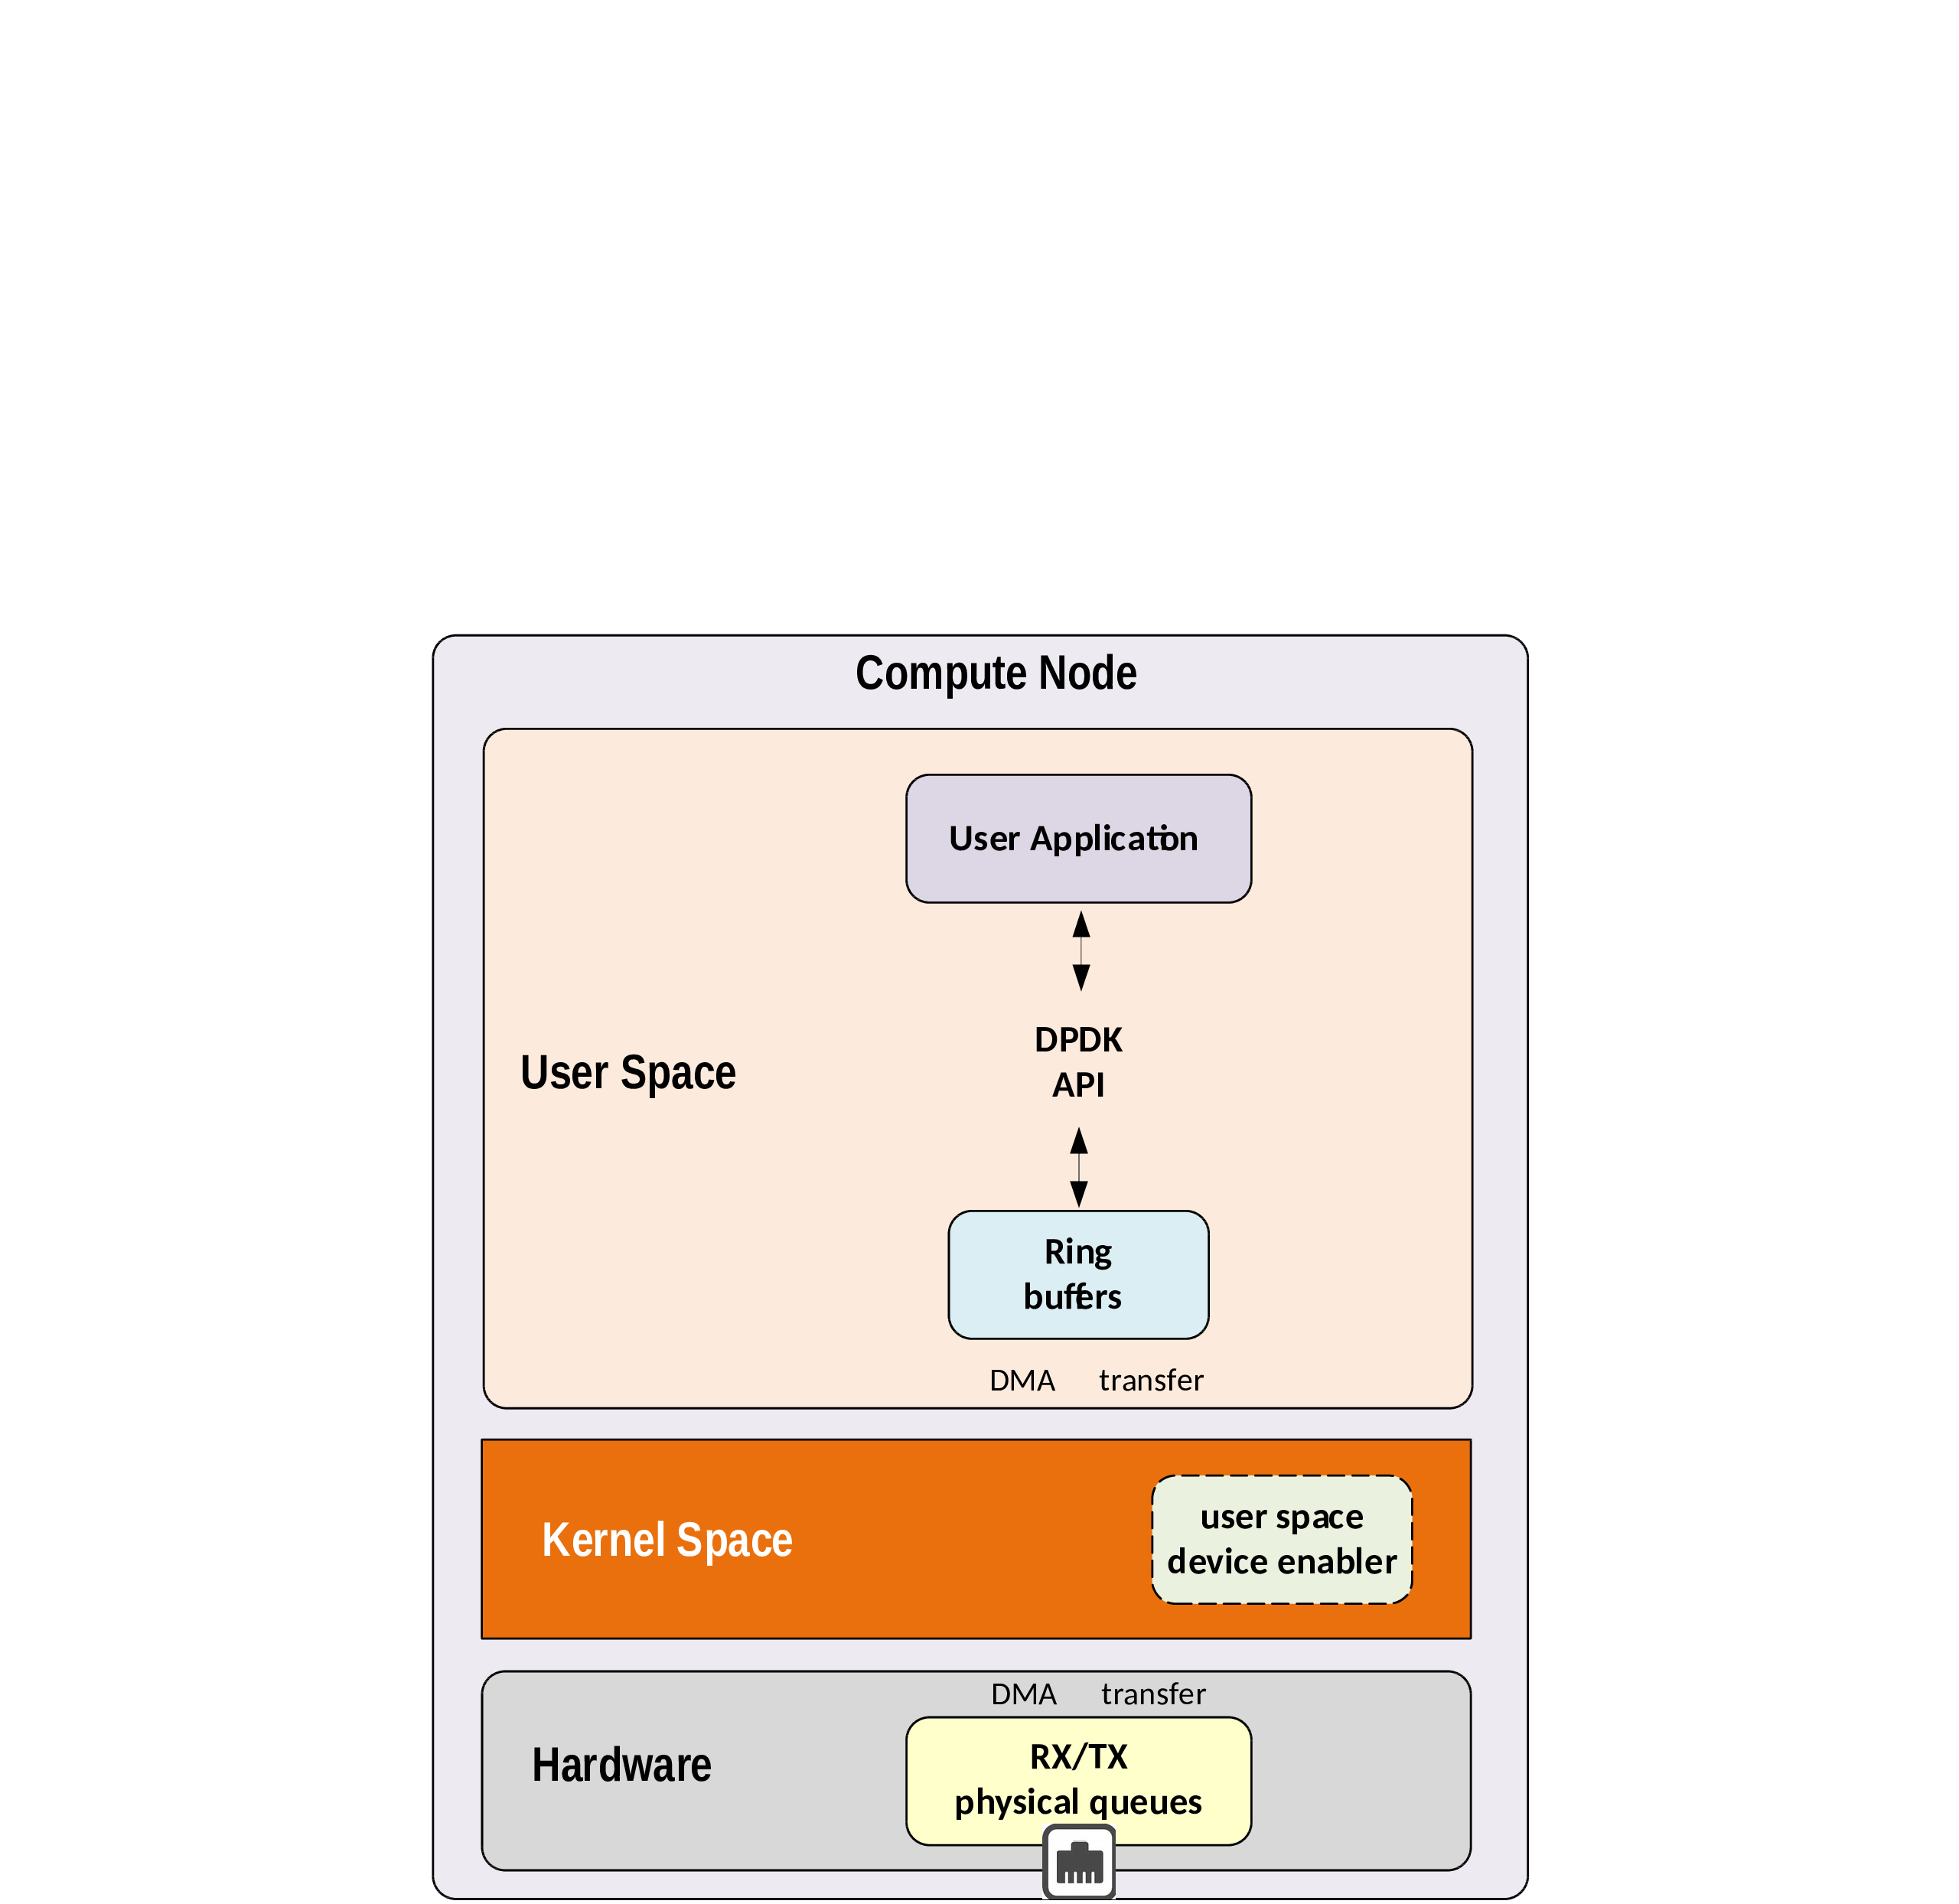 Compute Node
User Application
DPDK
API
User Space
Ring
buffers
DMA transfer
Kernel Space
user space
device enabler
DMA transfer
Hardware
RX/TX
physical queues